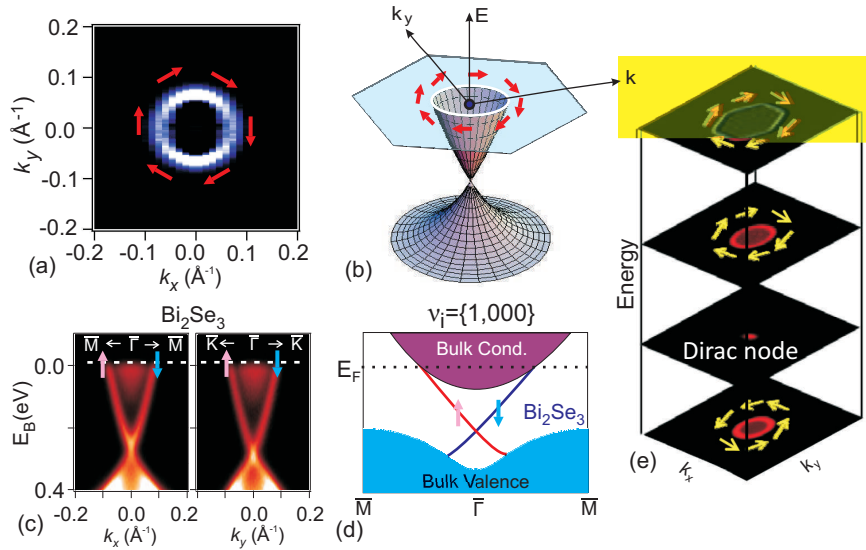 0.2
0.1
0.0
-0.1
-0.2
k_y (Å⁻¹)
-0.2 -0.1 0.0 0.1 0.2
k_x (Å⁻¹)
(a)
k_y
E
k
(b)
Bi₂Se₃
M̅ ← Γ̅ → M̅
K̅ ← Γ̅ → K̅
0.0
0.4
E_B(eV)
-0.2 0.0 0.2
k_x (Å⁻¹)
-0.2 0.0 0.2
k_y (Å⁻¹)
(c)
ν_i={1,000}
Bulk Cond.
E_F
Bi₂Se₃
Bulk Valence
M̅ Γ̅ M̅
(d)
Energy
Dirac node
k_x
k_y
(e)